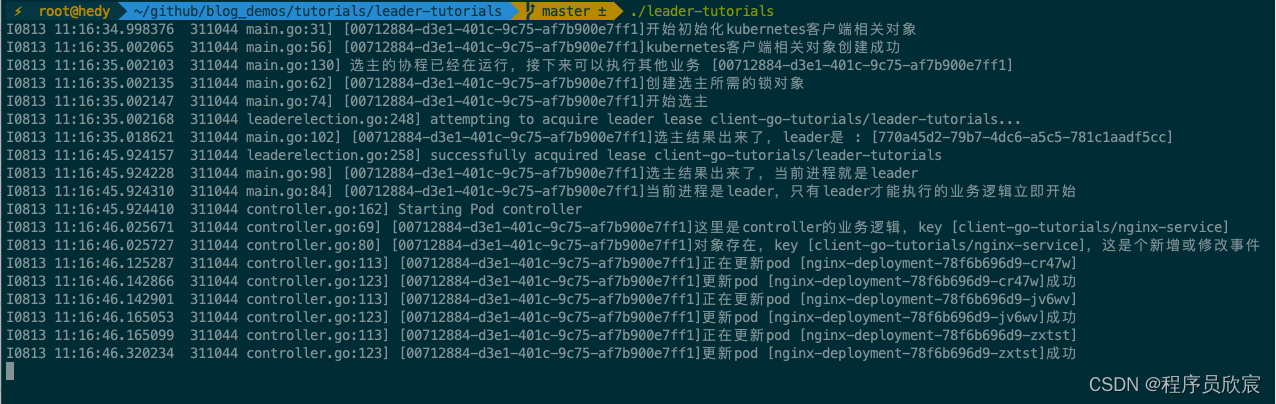 ⚡ root@hedy ~/github/blog_demos/tutorials/leader-tutorials master ± ./leader-tutorials
I0813 11:16:34.998376 311044 main.go:31] [00712884-d3e1-401c-9c75-af7b900e7ff1]开始初始化kubernetes客户端相关对象
I0813 11:16:35.002065 311044 main.go:56] [00712884-d3e1-401c-9c75-af7b900e7ff1]kubernetes客户端相关对象创建成功
I0813 11:16:35.002103 311044 main.go:130] 选主的协程已经在运行，接下来可以执行其他业务 [00712884-d3e1-401c-9c75-af7b900e7ff1]
I0813 11:16:35.002135 311044 main.go:62] [00712884-d3e1-401c-9c75-af7b900e7ff1]创建选主所需的锁对象
I0813 11:16:35.002147 311044 main.go:74] [00712884-d3e1-401c-9c75-af7b900e7ff1]开始选主
I0813 11:16:35.002168 311044 leaderelection.go:248] attempting to acquire leader lease client-go-tutorials/leader-tutorials...
I0813 11:16:35.018621 311044 main.go:102] [00712884-d3e1-401c-9c75-af7b900e7ff1]选主结果出来了，leader是 : [770a45d2-79b7-4dc6-a5c5-781c1aadf5cc]
I0813 11:16:45.924157 311044 leaderelection.go:258] successfully acquired lease client-go-tutorials/leader-tutorials
I0813 11:16:45.924228 311044 main.go:98] [00712884-d3e1-401c-9c75-af7b900e7ff1]选主结果出来了，当前进程就是leader
I0813 11:16:45.924310 311044 main.go:84] [00712884-d3e1-401c-9c75-af7b900e7ff1]当前进程是leader，只有leader才能执行的业务逻辑立即开始
I0813 11:16:45.924410 311044 controller.go:162] Starting Pod controller
I0813 11:16:46.025671 311044 controller.go:69] [00712884-d3e1-401c-9c75-af7b900e7ff1]这里是controller的业务逻辑，key [client-go-tutorials/nginx-service]
I0813 11:16:46.025727 311044 controller.go:80] [00712884-d3e1-401c-9c75-af7b900e7ff1]对象存在，key [client-go-tutorials/nginx-service]，这是个新增或修改事件
I0813 11:16:46.125287 311044 controller.go:113] [00712884-d3e1-401c-9c75-af7b900e7ff1]正在更新pod [nginx-deployment-78f6b696d9-cr47w]
I0813 11:16:46.142866 311044 controller.go:123] [00712884-d3e1-401c-9c75-af7b900e7ff1]更新pod [nginx-deployment-78f6b696d9-cr47w]成功
I0813 11:16:46.142901 311044 controller.go:113] [00712884-d3e1-401c-9c75-af7b900e7ff1]正在更新pod [nginx-deployment-78f6b696d9-jv6wv]
I0813 11:16:46.165053 311044 controller.go:123] [00712884-d3e1-401c-9c75-af7b900e7ff1]更新pod [nginx-deployment-78f6b696d9-jv6wv]成功
I0813 11:16:46.165099 311044 controller.go:113] [00712884-d3e1-401c-9c75-af7b900e7ff1]正在更新pod [nginx-deployment-78f6b696d9-zxtst]
I0813 11:16:46.320234 311044 controller.go:123] [00712884-d3e1-401c-9c75-af7b900e7ff1]更新pod [nginx-deployment-78f6b696d9-zxtst]成功
CSDN @程序员欣宸